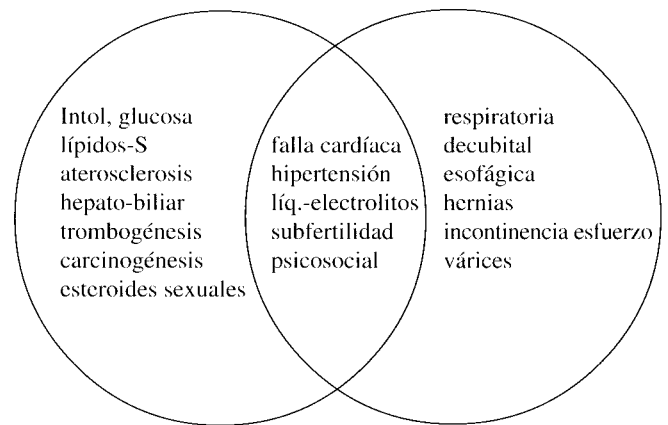 Intol, glucosa
lípidos-S
aterosclerosis
hepato-biliar
trombogénesis
carcinogénesis
esteroides sexuales
falla cardíaca
hipertensión
líq.-electrolitos
subfertilidad
psicosocial
respiratoria
decubital
esofágica
hernias
incontinencia esfuerzo
várices